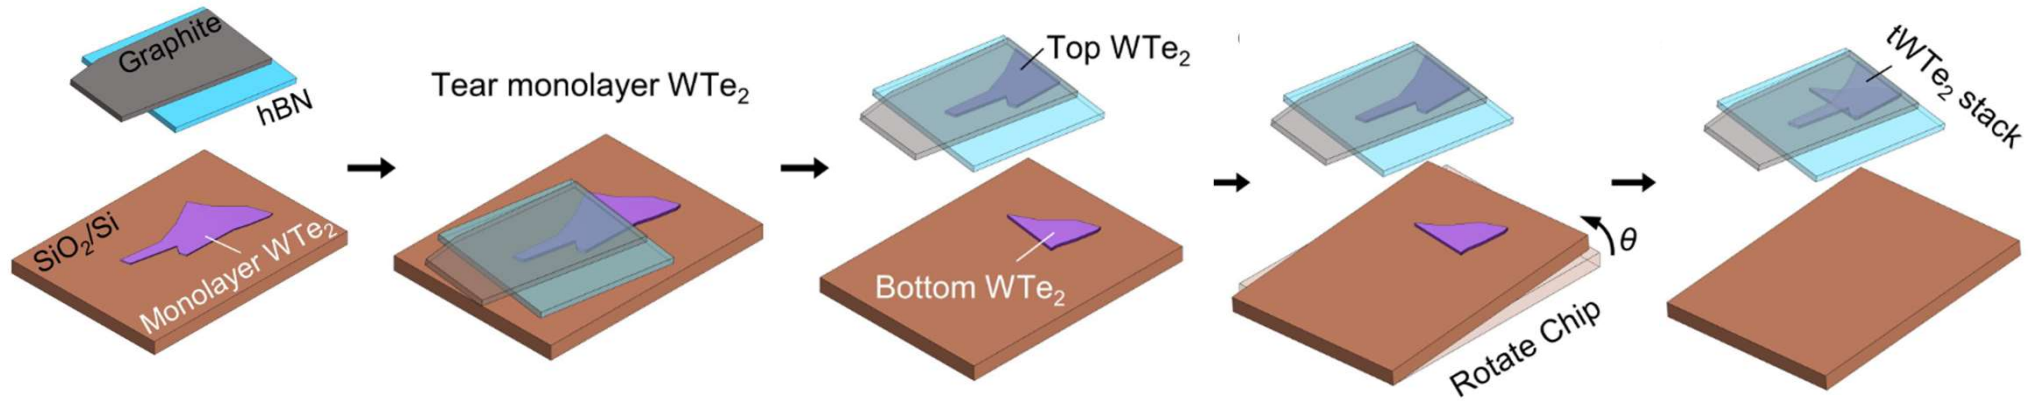 Graphite
hBN
SiO₂/Si
Monolayer WTe₂
Tear monolayer WTe₂
Top WTe₂
Bottom WTe₂
θ
Rotate Chip
tWTe₂ stack